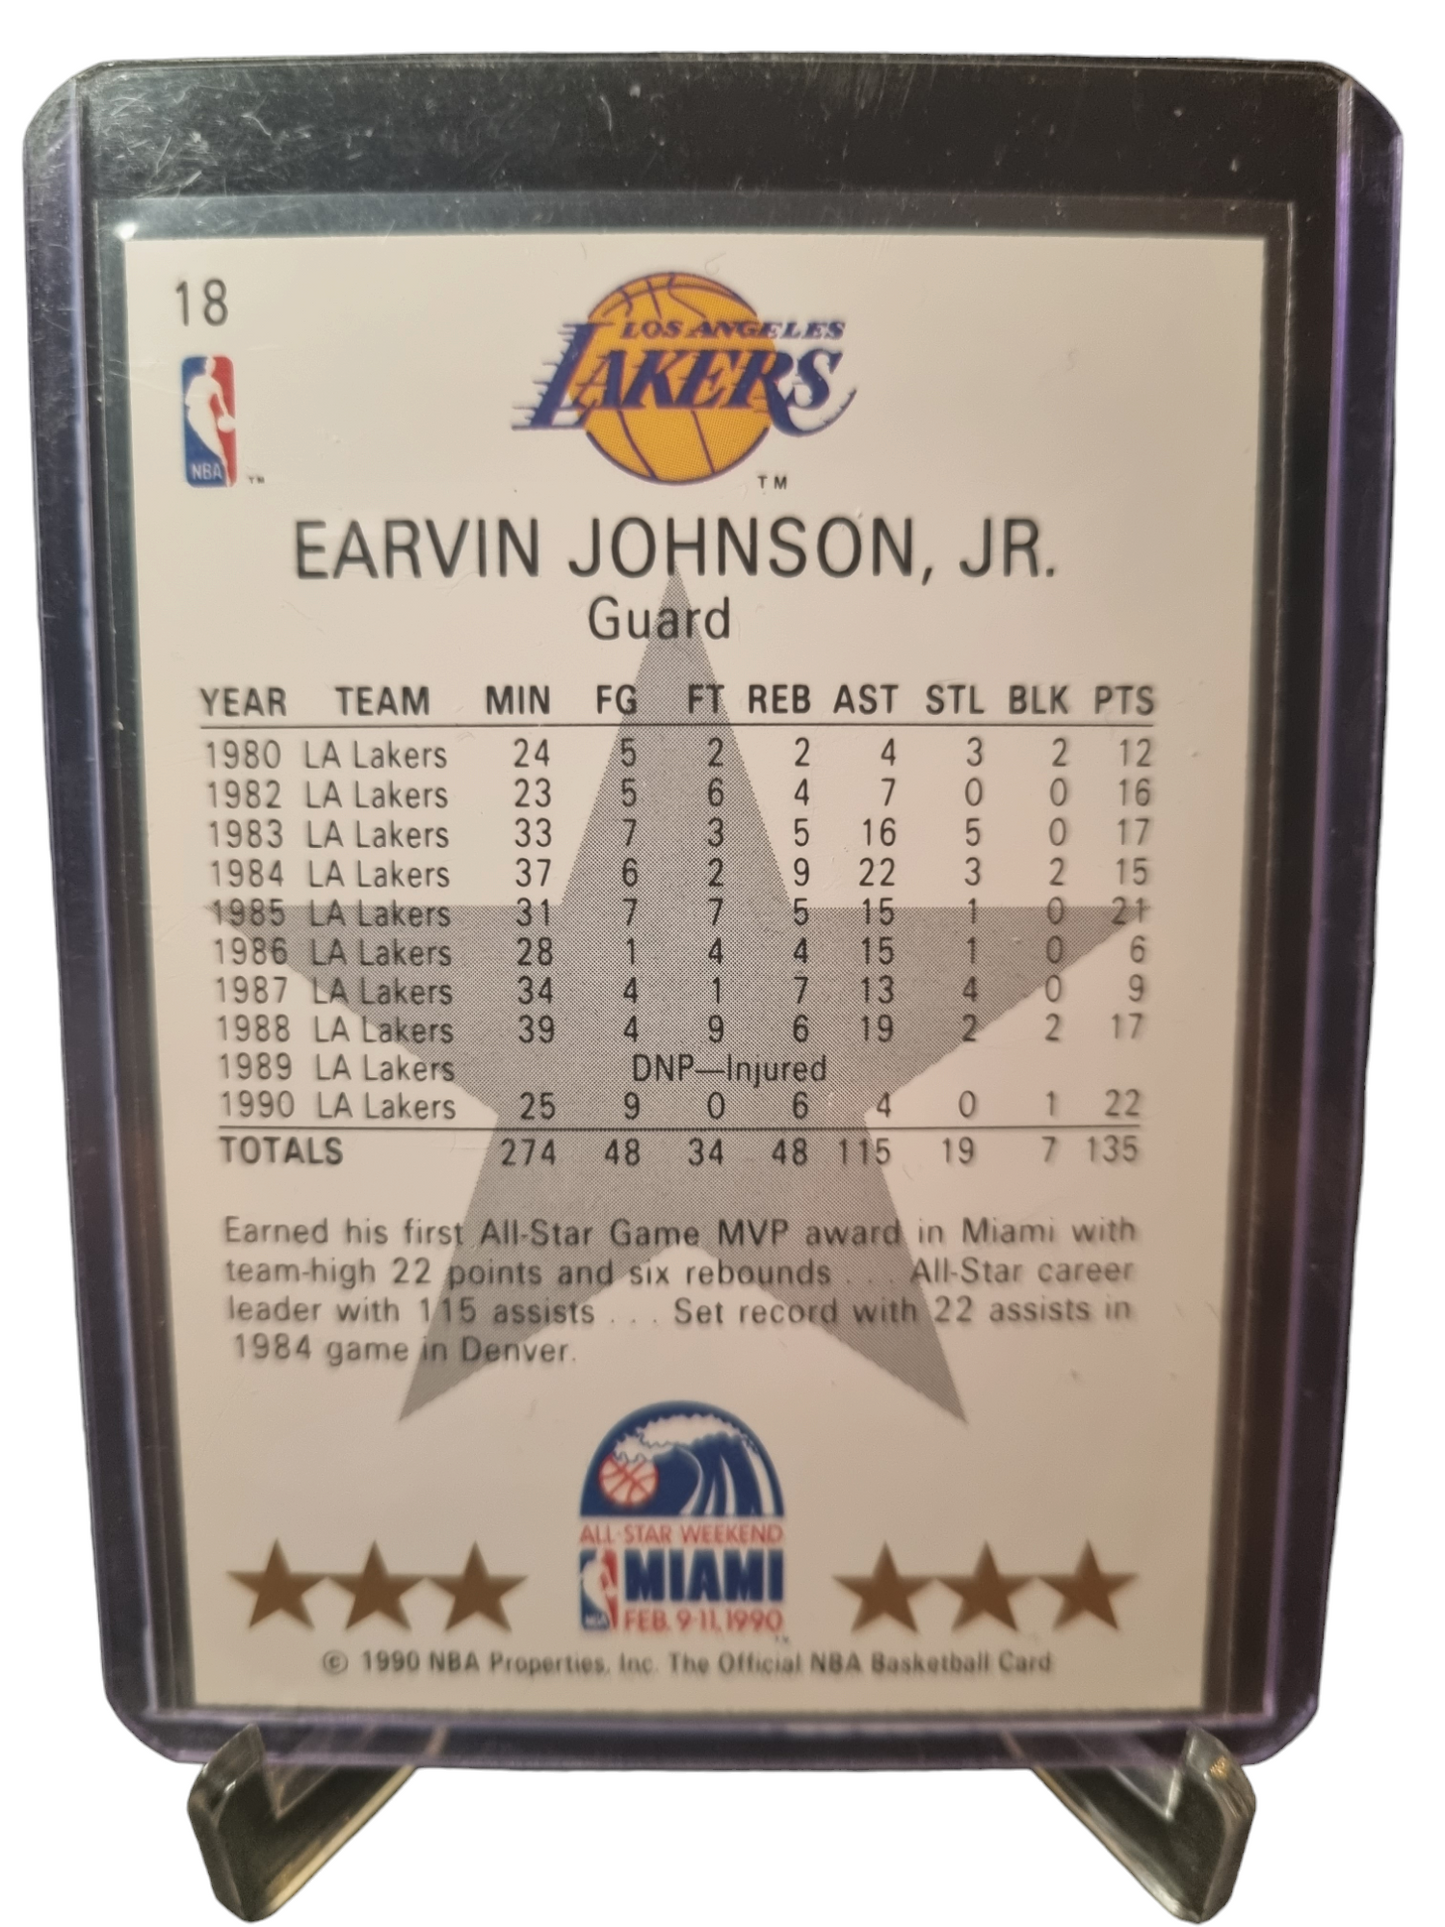 18
LOS ANGELES
LAKERS
NBA
TM
TM
EARVIN JOHNSON, JR.
Guard
YEAR TEAM MIN FG FT REB AST STL BLK PTS
1980 LA Lakers 24 5 2 2 4 3 2 12
1982 LA Lakers 23 5 6 4 7 0 0 16
1983 LA Lakers 33 7 3 5 16 5 0 17
1984 LA Lakers 37 6 2 9 22 3 2 15
1985 LA Lakers 31 7 7 5 15 1 0 21
1986 LA Lakers 28 1 4 4 15 1 0 6
1987 LA Lakers 34 4 1 7 13 4 0 9
1988 LA Lakers 39 4 9 6 19 2 2 17
1989 LA Lakers DNP—Injured
1990 LA Lakers 25 9 0 6 4 0 1 22
TOTALS 274 48 34 48 115 19 7 135
Earned his first All-Star Game MVP award in Miami with
team-high 22 points and six rebounds . . . All-Star career
leader with 115 assists . . . Set record with 22 assists in
1984 game in Denver.
ALL-STAR WEEKEND
MIAMI
NBA FEB. 9-11, 1990
TM
© 1990 NBA Properties, Inc. The Official NBA Basketball Card